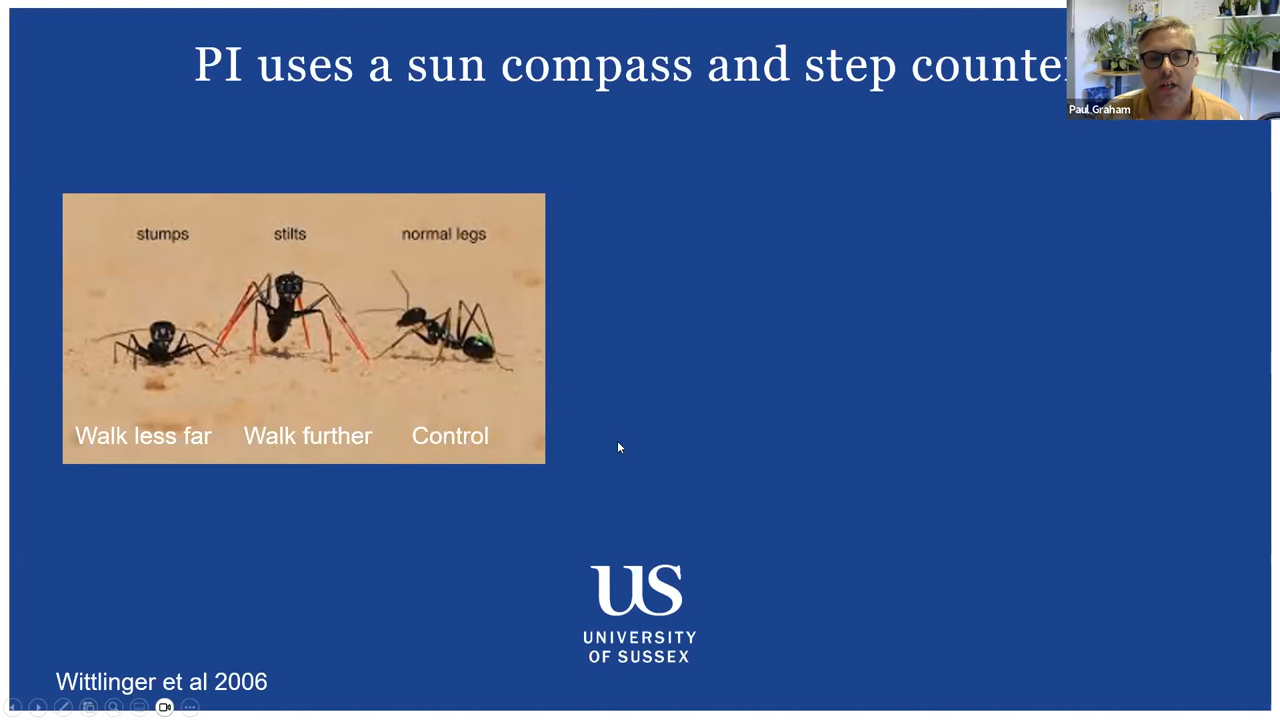 PI uses a sun compass and step counte
Paul Graham
stumps stilts normal legs
Walk less far Walk further Control
US
UNIVERSITY
OF SUSSEX
Wittlinger et al 2006